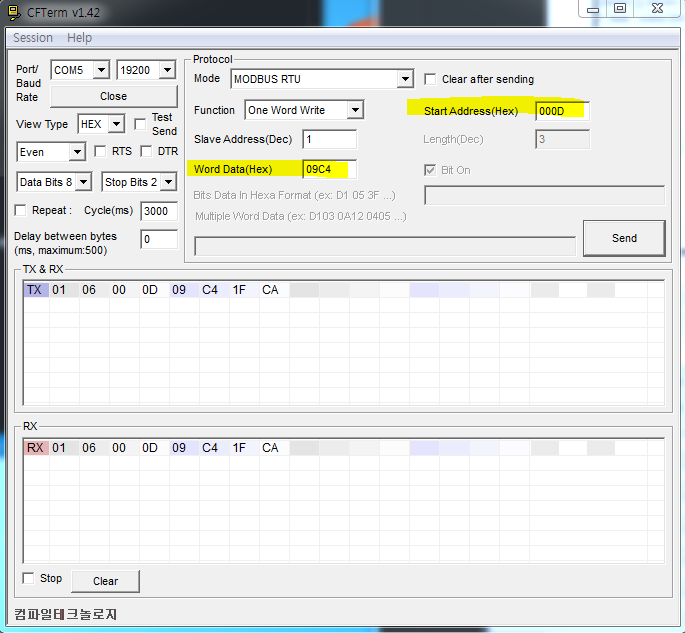 CFTerm v1.42
Session Help
Port/ Baud Rate
COM5 19200
Close
View Type HEX Test Send
Even RTS DTR
Data Bits 8 Stop Bits 2
Repeat : Cycle(ms) 3000
Delay between bytes (ms, maximum:500) 0
Protocol
Mode MODBUS RTU Clear after sending
Function One Word Write Start Address(Hex) 000D
Slave Address(Dec) 1 Length(Dec) 3
Word Data(Hex) 09C4 Bit On
Bits Data In Hexa Format (ex: D1 05 3F ...)
Multiple Word Data (ex: D103 0A12 0405 ...)
Send
TX & RX
TX 01 06 00 0D 09 C4 1F CA
RX
RX 01 06 00 0D 09 C4 1F CA
Stop Clear
컴파일테크놀로지